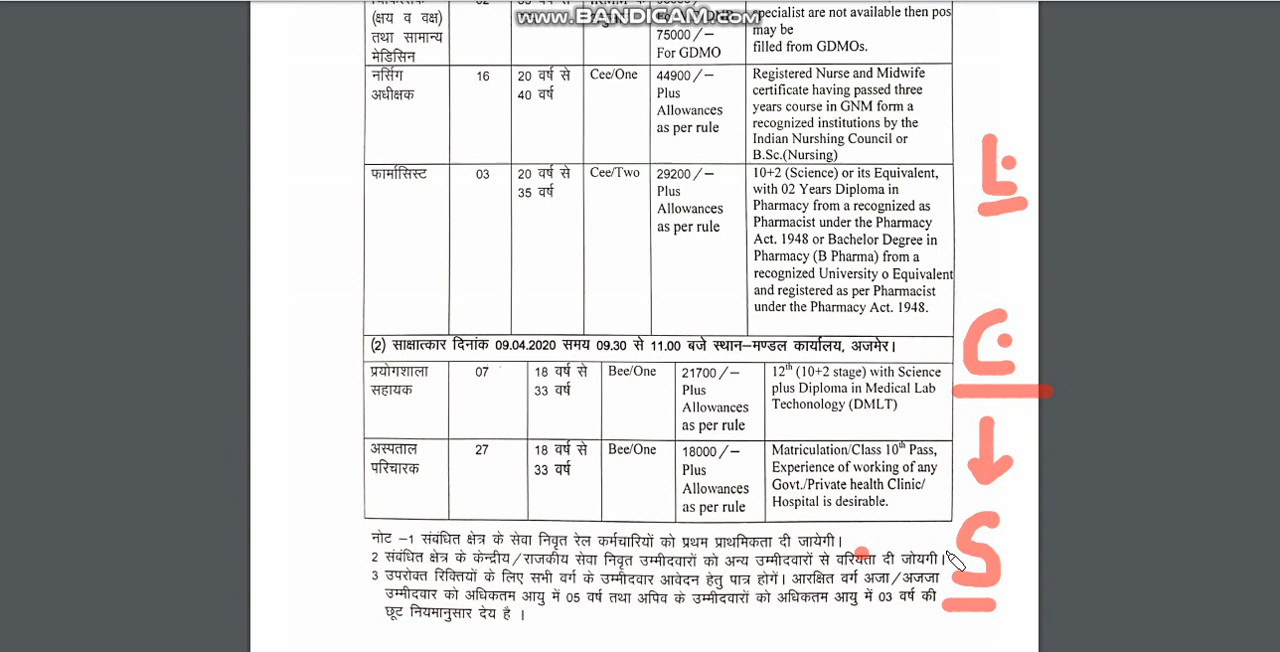 www.BANDICAM.com
(क्षय व वक्ष)
तथा सामान्य
मेडिसिन
75000/–
For GDMO
specialist are not available then pos
may be
filled from GDMOs.
नर्सिग
अधीक्षक
16
20 वर्ष से
40 वर्ष
Cee/One
44900/–
Plus
Allowances
as per rule
Registered Nurse and Midwife
certificate having passed three
years course in GNM form a
recognized institutions by the
Indian Nurshing Council or
B.Sc.(Nursing)
फार्मासिस्ट
03
20 वर्ष से
35 वर्ष
Cee/Two
29200/–
Plus
Allowances
as per rule
10+2 (Science) or its Equivalent,
with 02 Years Diploma in
Pharmacy from a recognized as
Pharmacist under the Pharmacy
Act. 1948 or Bachelor Degree in
Pharmacy (B Pharma) from a
recognized University o Equivalent
and registered as per Pharmacist
under the Pharmacy Act. 1948.
(2) साक्षात्कार दिनांक 09.04.2020 समय 09.30 से 11.00 बजे स्थान–मण्डल कार्यालय, अजमेर।
प्रयोगशाला
सहायक
07
18 वर्ष से
33 वर्ष
Bee/One
21700/–
Plus
Allowances
as per rule
12th (10+2 stage) with Science
plus Diploma in Medical Lab
Techonology (DMLT)
अस्पताल
परिचारक
27
18 वर्ष से
33 वर्ष
Bee/One
18000/–
Plus
Allowances
as per rule
Matriculation/Class 10th Pass,
Experience of working of any
Govt./Private health Clinic/
Hospital is desirable.
नोट –1 संबंधित क्षेत्र के सेवा निवृत रेल कर्मचारियों को प्रथम प्राथमिकता दी जायेगी।
2 संबंधित क्षेत्र के केन्द्रीय/राजकीय सेवा निवृत उम्मीदवारों को अन्य उम्मीदवारों से वरियता दी जोयगी।
3 उपरोक्त रिक्तियों के लिए सभी वर्ग के उम्मीदवार आवेदन हेतु पात्र होगें। आरक्षित वर्ग अजा/अजजा
उम्मीदवार को अधिकतम आयु में 05 वर्ष तथा अपिव के उम्मीदवारों को अधिकतम आयु में 03 वर्ष की
छूट नियमानुसार देय है ।
S